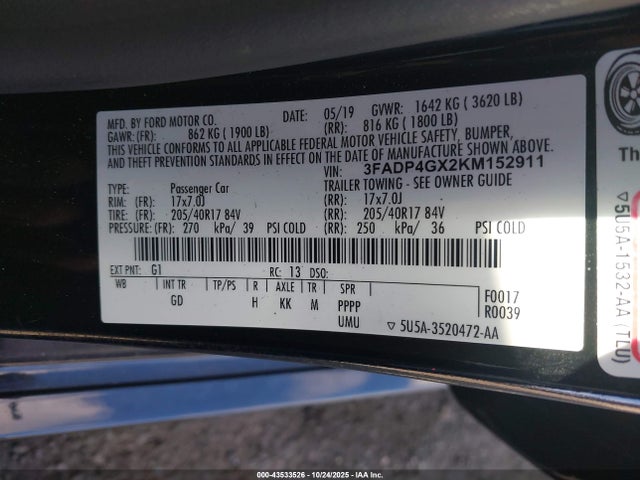 MFD. BY FORD MOTOR CO.
DATE: 05/19 GVWR: 1642 KG ( 3620 LB)
GAWR: (FR): 862 KG ( 1900 LB) (RR): 816 KG ( 1800 LB)
THIS VEHICLE CONFORMS TO ALL APPLICABLE FEDERAL MOTOR VEHICLE SAFETY, BUMPER,
AND THEFT PREVENTION STANDARDS IN EFFECT ON THE DATE OF MANUFACTURE SHOWN ABOVE.
VIN: 3FADP4GX2KM152911
TYPE: Passenger Car TRAILER TOWING - SEE OWNER GUIDE
RIM: (FR): 17x7.0J (RR): 17x7.0J
TIRE: (FR): 205/40R17 84V (RR): 205/40R17 84V
PRESSURE: (FR): 270 kPa/ 39 PSI COLD (RR): 250 kPa/ 36 PSI COLD
EXT PNT: G1 RC: 13 DSO:
WB INT TR TP/PS R AXLE TR SPR
GD H KK M PPPP
UMU
F0017
R0039
5U5A-3520472-AA
Th
5U5A-1532-AA (TLU)
000-43533526 10/24/2025 IAA Inc.